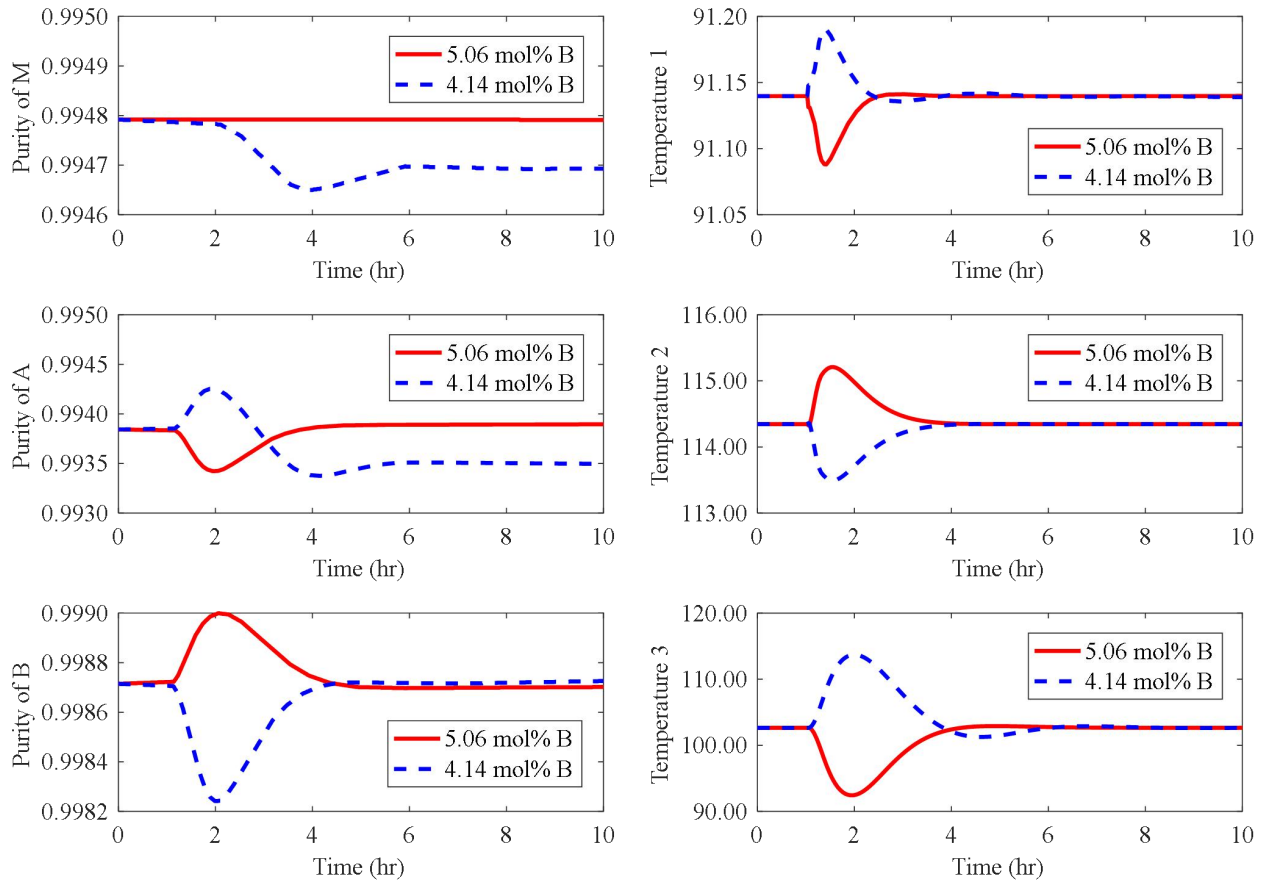 0.9950
0.9949
0.9948
0.9947
0.9946
Purity of M
5.06 mol% B
4.14 mol% B
0 2 4 6 8 10
Time (hr)
91.20
91.15
91.10
91.05
Temperature 1
5.06 mol% B
4.14 mol% B
0 2 4 6 8 10
Time (hr)
0.9950
0.9945
0.9940
0.9935
0.9930
Purity of A
5.06 mol% B
4.14 mol% B
0 2 4 6 8 10
Time (hr)
116.00
115.00
114.00
113.00
Temperature 2
5.06 mol% B
4.14 mol% B
0 2 4 6 8 10
Time (hr)
0.9990
0.9988
0.9986
0.9984
0.9982
Purity of B
5.06 mol% B
4.14 mol% B
0 2 4 6 8 10
Time (hr)
120.00
110.00
100.00
90.00
Temperature 3
5.06 mol% B
4.14 mol% B
0 2 4 6 8 10
Time (hr)